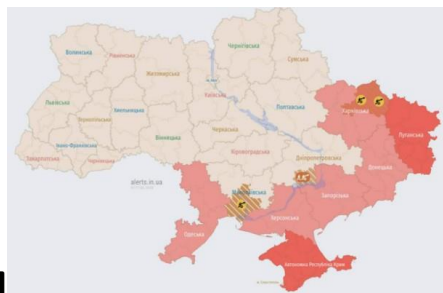 Чернігівська
Волинська
Рівненська
Сумська
Житомирська
Київська
Львівська
Полтавська
Харківська
Луганська
Тернопільська
Хмельницька
Черкаська
Вінницька
Івано-Франківська
Дніпропетровська
Донецька
Закарпатська
Чернівецька
Кіровоградська
alerts.in.ua
Миколаївська
Запорізька
Херсонська
Одеська
Автономна Республіка Крим